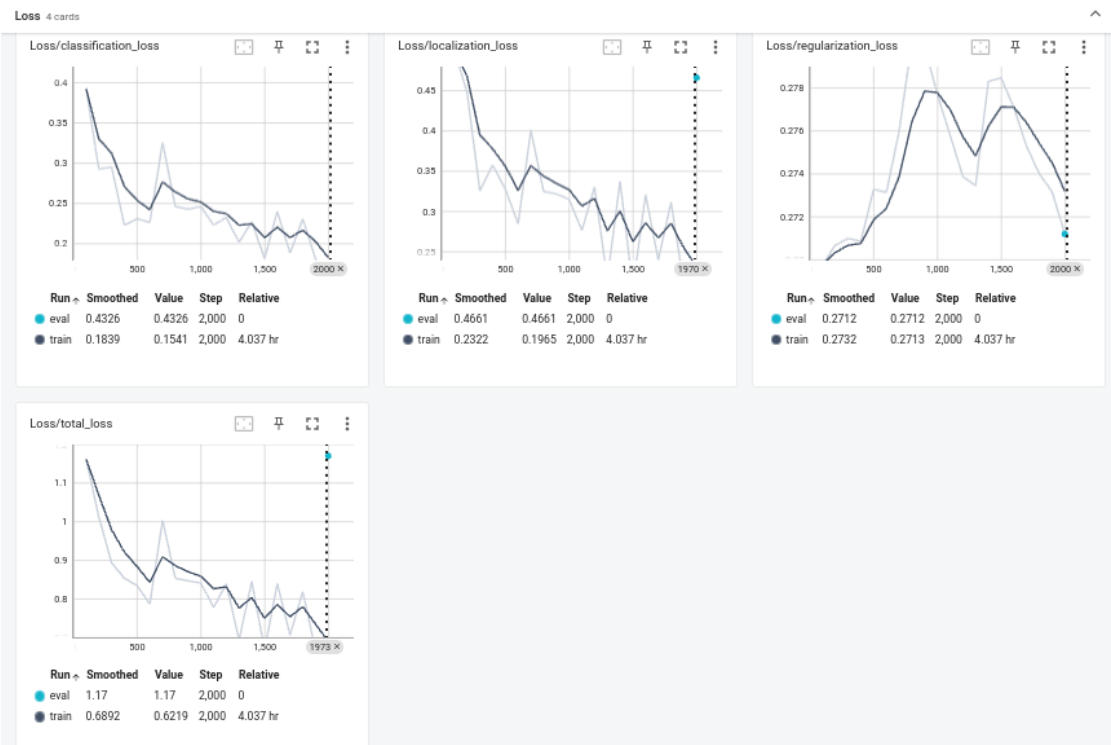 Loss 4 cards
Loss/classification_loss
0.4
0.35
0.3
0.25
0.2
500 1,000 1,500 2000 ×
Run Smoothed Value Step Relative
eval 0.4326 0.4326 2,000 0
train 0.1839 0.1541 2,000 4.037 hr
Loss/localization_loss
0.45
0.4
0.35
0.3
0.25
500 1,000 1,500 1970 ×
Run Smoothed Value Step Relative
eval 0.4661 0.4661 2,000 0
train 0.2322 0.1965 2,000 4.037 hr
Loss/regularization_loss
0.278
0.276
0.274
0.272
500 1,000 1,500 2000 ×
Run Smoothed Value Step Relative
eval 0.2712 0.2712 2,000 0
train 0.2732 0.2713 2,000 4.037 hr
Loss/total_loss
1.1
1
0.9
0.8
500 1,000 1,500 1973 ×
Run Smoothed Value Step Relative
eval 1.17 1.17 2,000 0
train 0.6892 0.6219 2,000 4.037 hr